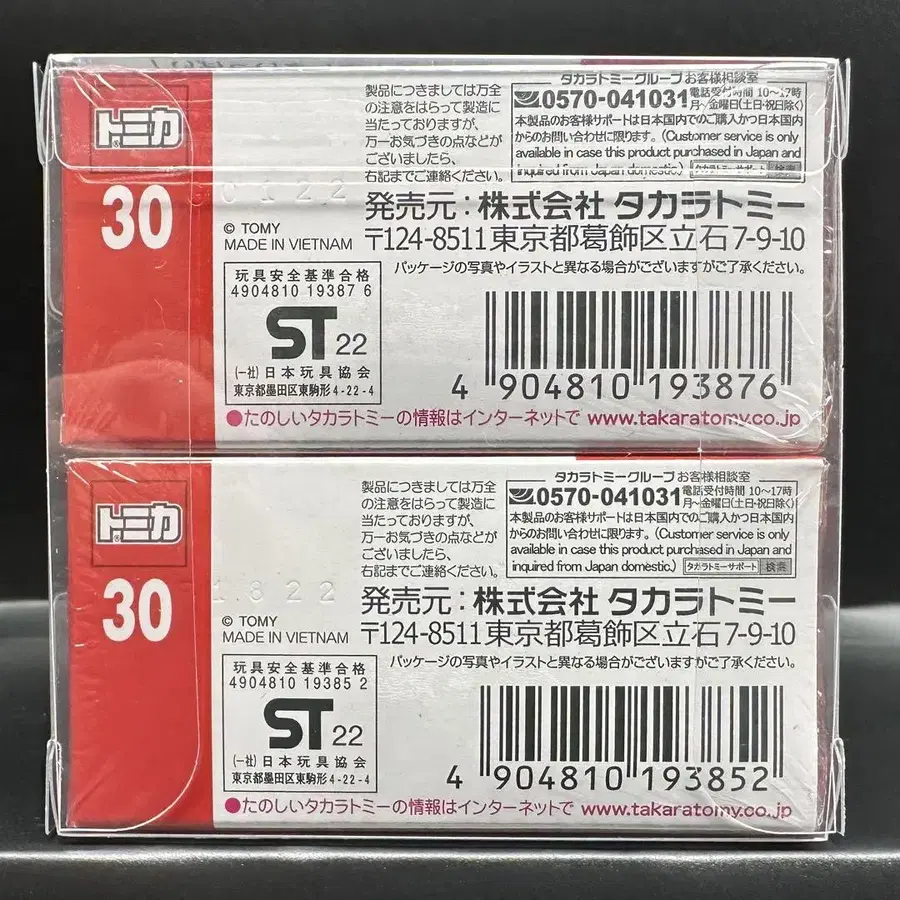 トミカ
30
製品につきましては万全
の注意をはらって製造に
当たっておりますが、
万一お気づきの点などが
ございましたら、
右記までご連絡ください。
タカラトミーグループ お客様相談室
0570-041031 電話受付時間 10〜17時
月〜金曜日(土日・祝日除く)
本製品のお客様サポートは日本国内でのご購入かつ日本国内
からのお問い合わせに限ります。(Customer service is only
available in case this product purchased in Japan and
inquired from Japan domestic.) タカラトミーサポート 検索
0122
© TOMY
MADE IN VIETNAM
発売元:株式会社 タカラトミー
〒124-8511 東京都葛飾区立石7-9-10
パッケージの写真やイラストと異なる場合がございますがご了承ください。
玩具安全基準合格
4904810 19387 6
ST 22
(一社)日本玩具協会
東京都墨田区東駒形4-22-4
4 904810 193876
●たのしいタカラトミーの情報はインターネットで www.takaratomy.co.jp
トミカ
30
製品につきましては万全
の注意をはらって製造に
当たっておりますが、
万一お気づきの点などが
ございましたら、
右記までご連絡ください。
タカラトミーグループ お客様相談室
0570-041031 電話受付時間 10〜17時
月〜金曜日(土日・祝日除く)
本製品のお客様サポートは日本国内でのご購入かつ日本国内
からのお問い合わせに限ります。(Customer service is only
available in case this product purchased in Japan and
inquired from Japan domestic.) タカラトミーサポート 検索
1822
© TOMY
MADE IN VIETNAM
発売元:株式会社 タカラトミー
〒124-8511 東京都葛飾区立石7-9-10
パッケージの写真やイラストと異なる場合がございますがご了承ください。
玩具安全基準合格
4904810 19385 2
ST 22
(一社)日本玩具協会
東京都墨田区東駒形4-22-4
4 904810 193852
●たのしいタカラトミーの情報はインターネットで www.takaratomy.co.jp